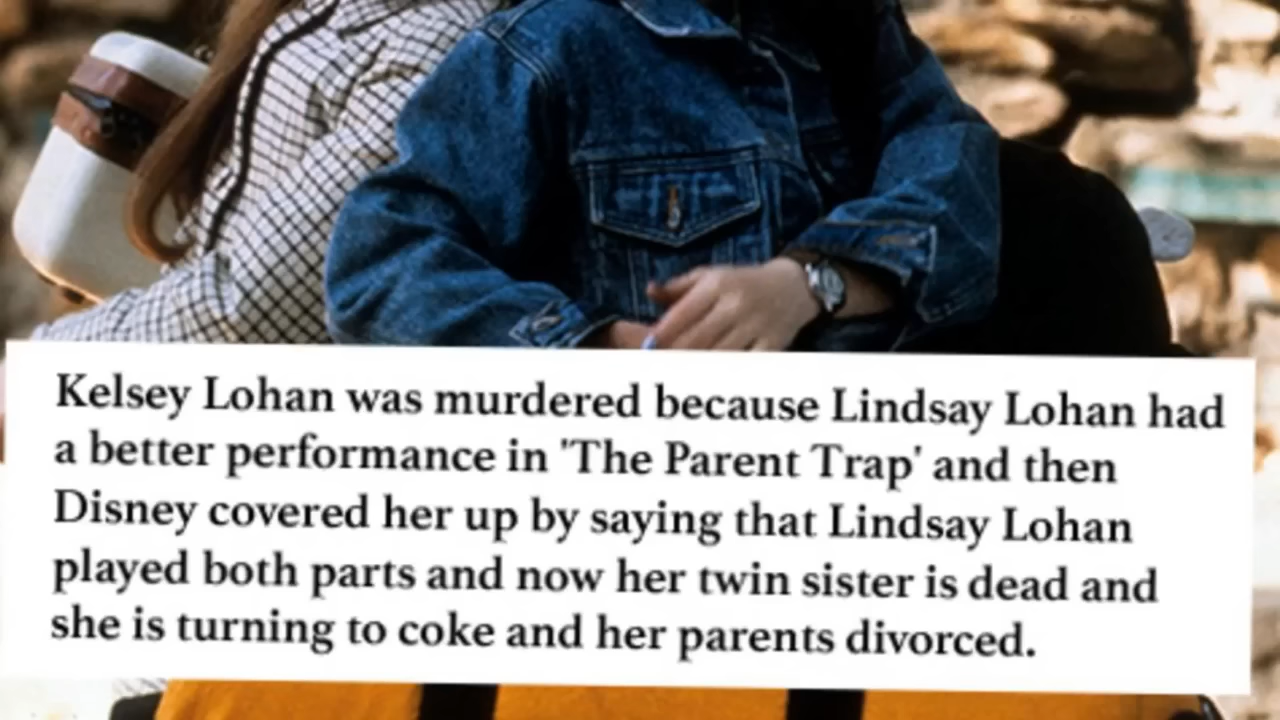 Kelsey Lohan was murdered because Lindsay Lohan had
a better performance in 'The Parent Trap' and then
Disney covered her up by saying that Lindsay Lohan
played both parts and now her twin sister is dead and
she is turning to coke and her parents divorced.